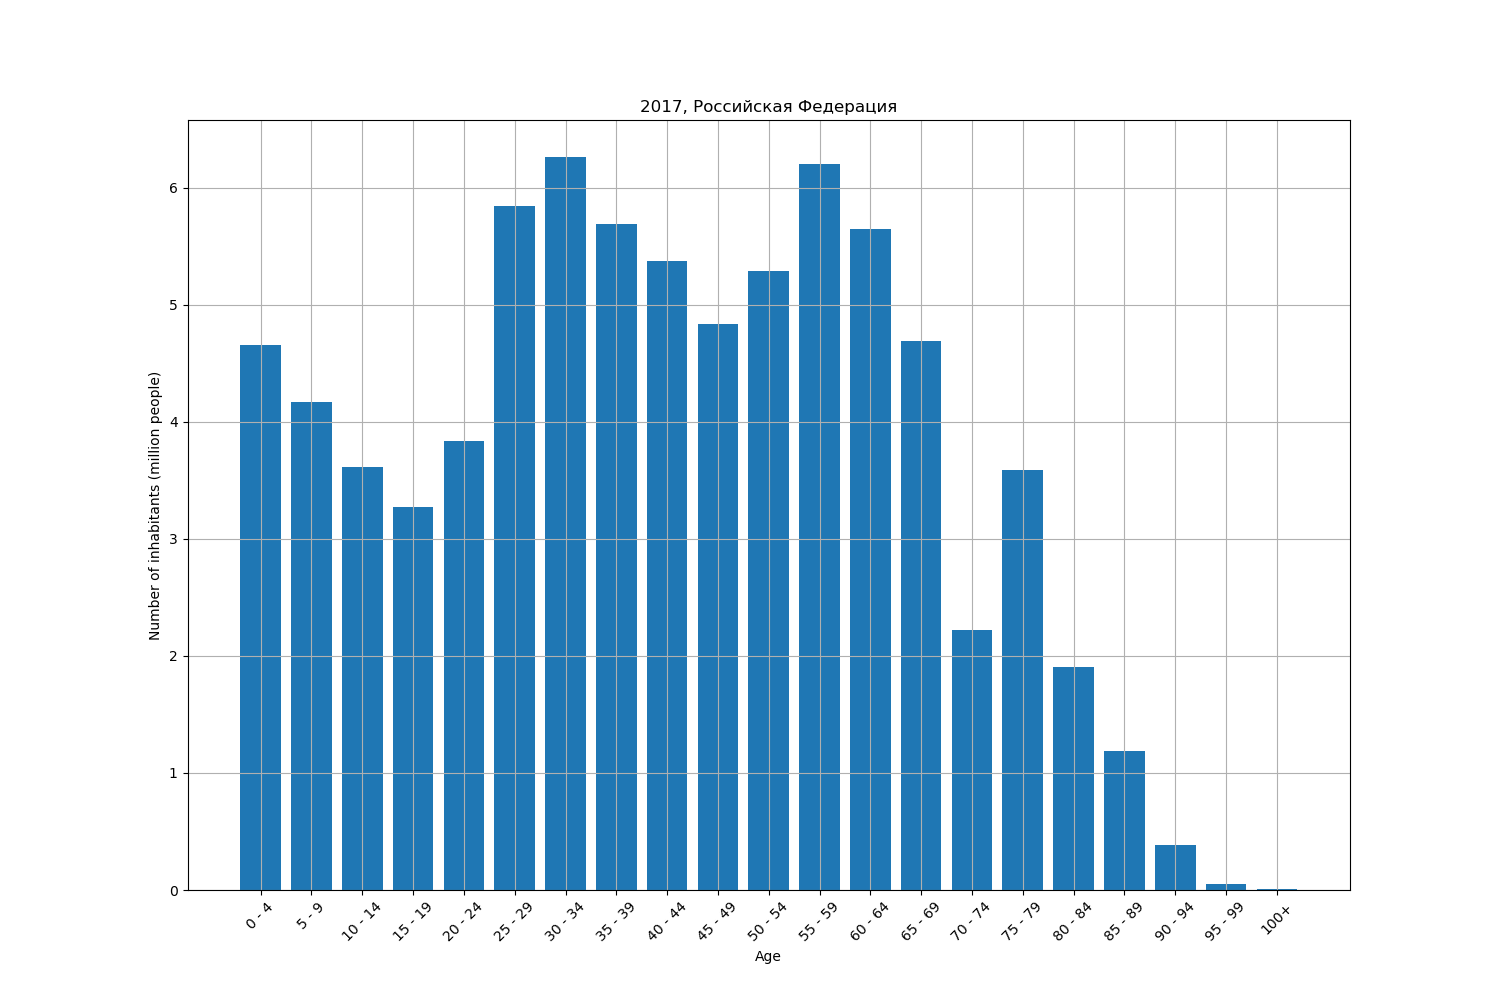 2017, Российская Федерация
Number of inhabitants (million people)
6
5
4
3
2
1
0
0 - 4
5 - 9
10 - 14
15 - 19
20 - 24
25 - 29
30 - 34
35 - 39
40 - 44
45 - 49
50 - 54
55 - 59
60 - 64
65 - 69
70 - 74
75 - 79
80 - 84
85 - 89
90 - 94
95 - 99
100+
Age